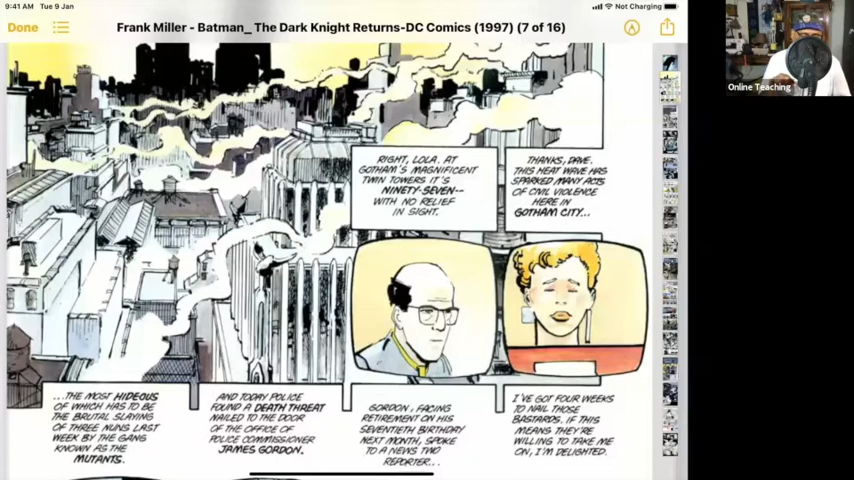 9:41 AM Tue 9 Jan
Not Charging
Done
Frank Miller - Batman_ The Dark Knight Returns-DC Comics (1997) (7 of 16)
Online Teaching
RIGHT, LOLA. AT
GOTHAM'S MAGNIFICENT
TWIN TOWERS IT'S
NINETY-SEVEN--
WITH NO RELIEF
IN SIGHT.
THANKS, DAVE.
THIS HEAT WAVE HAS
SPARKED MANY ACTS
OF CIVIL VIOLENCE
HERE IN
GOTHAM CITY...
...THE MOST HIDEOUS
OF WHICH HAS TO BE
THE BRUTAL SLAYING
OF THREE NUNS LAST
WEEK BY THE GANG
KNOWN AS THE
MUTANTS.
AND TODAY POLICE
FOUND A DEATH THREAT
NAILED TO THE DOOR
OF THE OFFICE OF
POLICE COMMISSIONER
JAMES GORDON.
GORDON, FACING
RETIREMENT ON HIS
SEVENTIETH BIRTHDAY
NEXT MONTH, SPOKE
TO A NEWS TWO
REPORTER...
I'VE GOT FOUR WEEKS
TO NAIL THOSE
BASTARDS. IF THIS
MEANS THEY'RE
WILLING TO TAKE ME
ON, I'M DELIGHTED.